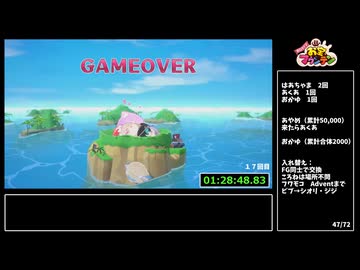 GAMEOVER
17回目
01:28:48.83
はあちゃま 2回
あくあ 1回
おかゆ 1回
あやめ（累計50,000）
来たらあくあ
おかゆ（累計合体2000）
入れ替え：
FG同士で交換
ころねは場所不問
フワモコ Adventまで
ビブ→シオリ・ジジ
47/72